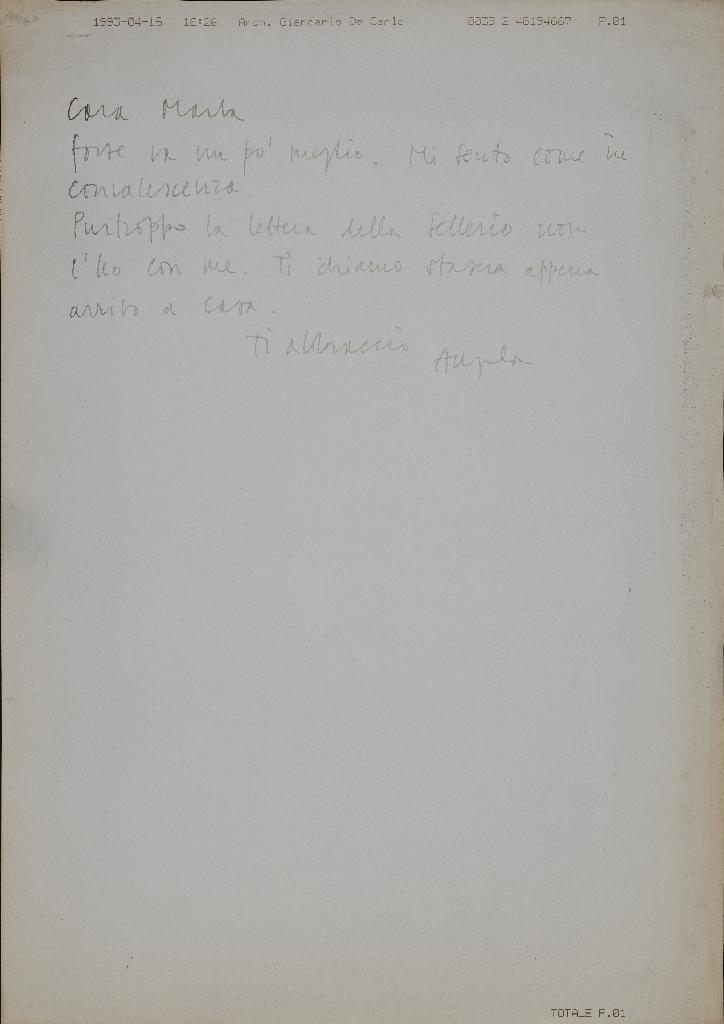 1993-04-15 16:26 Arch. Giancarlo De Carlo 0039 2 46194667 P.01
Cara Marta
forse va un po' meglio. Mi sento come in
convalescenza
Purtroppo la lettera della Sellerio non
l'ho con me. Ti chiamo stasera appena
arrivo a casa.
Ti abbraccio
TOTALE P.01